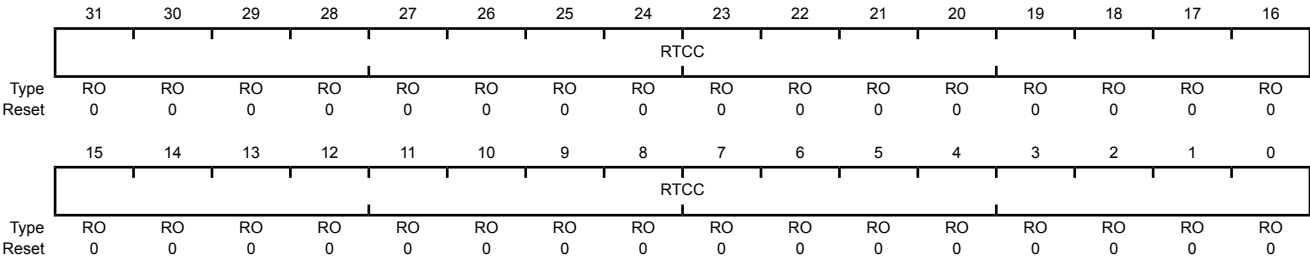 31 30 29 28 27 26 25 24 23 22 21 20 19 18 17 16
RTCC
Type RO RO RO RO RO RO RO RO RO RO RO RO RO RO RO RO
Reset 0 0 0 0 0 0 0 0 0 0 0 0 0 0 0 0
15 14 13 12 11 10 9 8 7 6 5 4 3 2 1 0
RTCC
Type RO RO RO RO RO RO RO RO RO RO RO RO RO RO RO RO
Reset 0 0 0 0 0 0 0 0 0 0 0 0 0 0 0 0